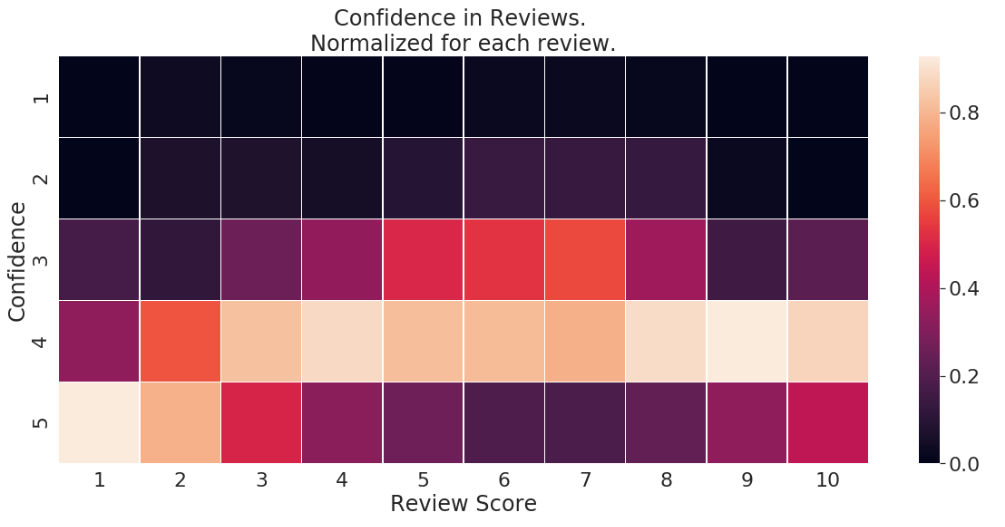 Confidence in Reviews.
Normalized for each review.
Confidence
1
2
3
4
5
1 2 3 4 5 6 7 8 9 10
Review Score
0.8
0.6
0.4
0.2
0.0